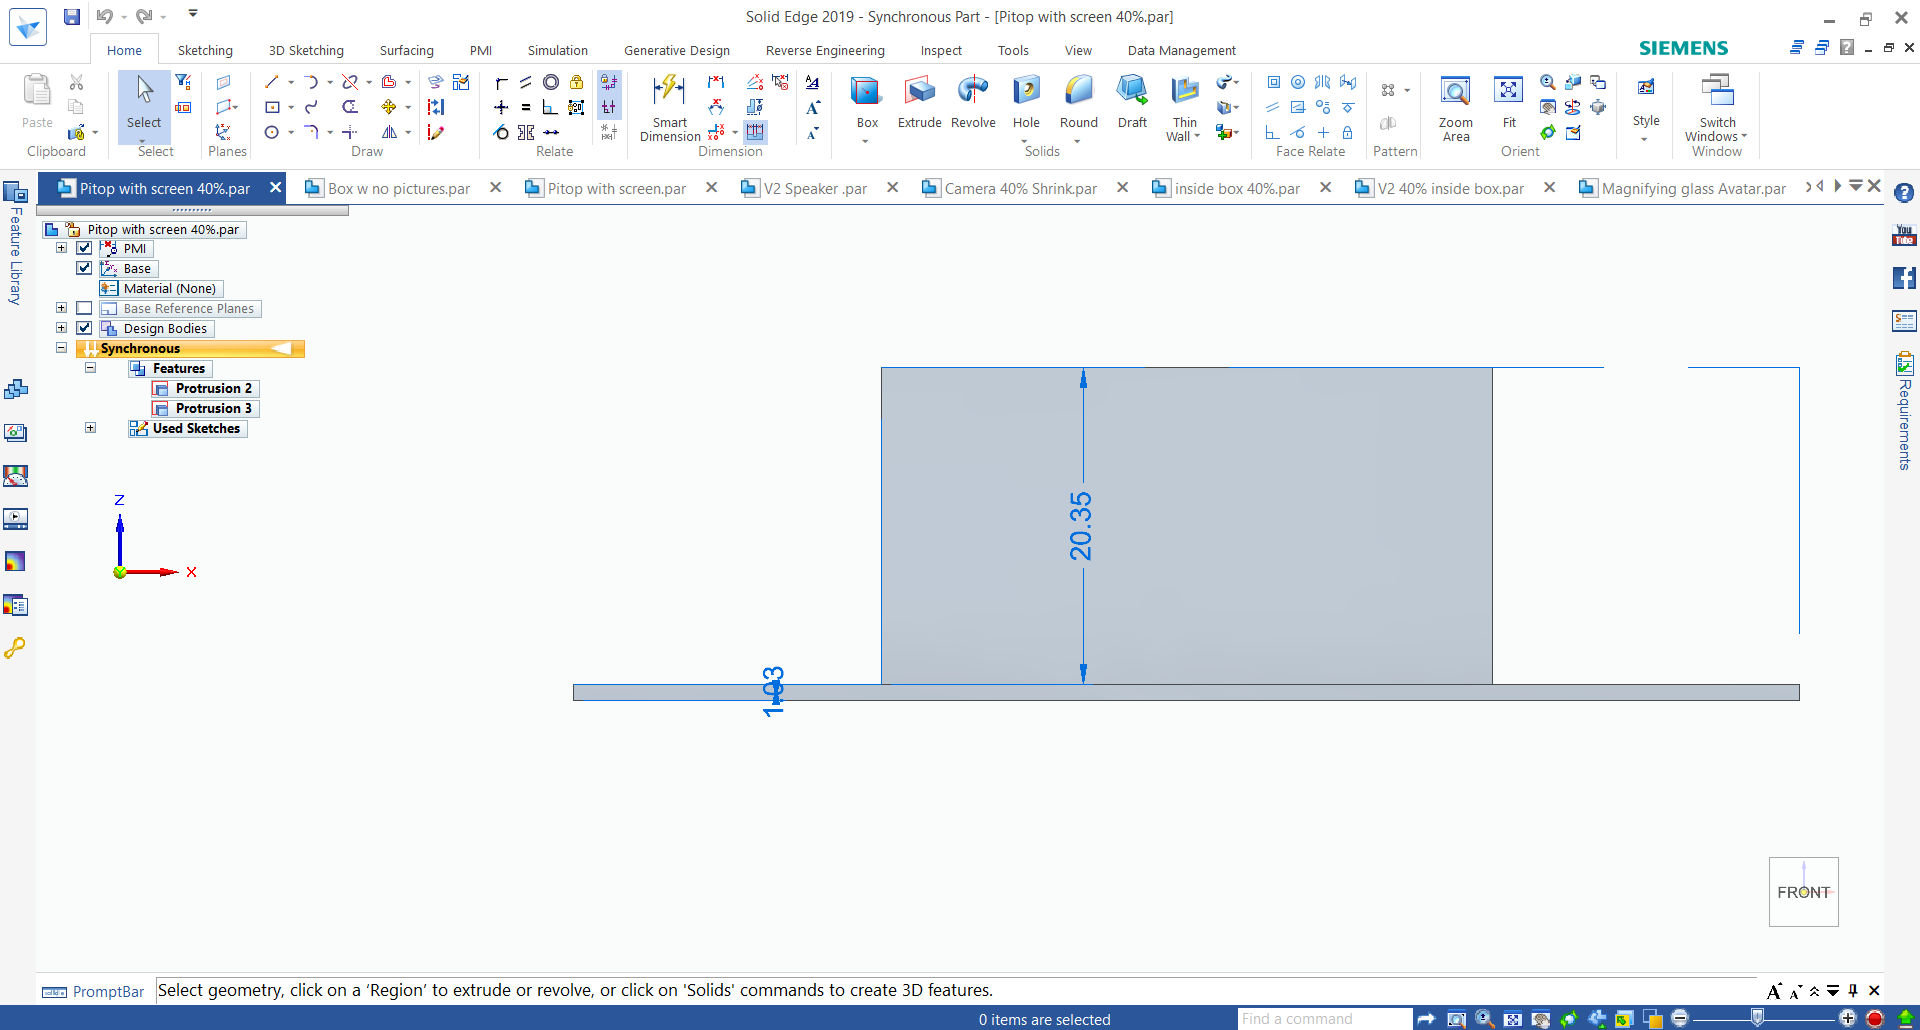 Solid Edge 2019 - Synchronous Part - [Pitop with screen 40%.par]
Home Sketching 3D Sketching Surfacing PMI Simulation Generative Design Reverse Engineering Inspect Tools View Data Management
SIEMENS
Paste
Select
Smart Dimension
Box Extrude Revolve Hole Round Draft Thin Wall
Zoom Area
Fit
Style
Switch Windows
Clipboard Select Planes Draw Relate Dimension Solids Face Relate Pattern Orient Window
Pitop with screen 40%.par Box w no pictures.par Pitop with screen.par V2 Speaker .par Camera 40% Shrink.par inside box 40%.par V2 40% inside box.par Magnifying glass Avatar.par
Feature Library
Pitop with screen 40%.par
PMI
Base
Material (None)
Base Reference Planes
Design Bodies
Synchronous
Features
Protrusion 2
Protrusion 3
Used Sketches
Z
X
20.35
1.03
You
Tube
Requirements
FRONT
PromptBar Select geometry, click on a ‘Region’ to extrude or revolve, or click on 'Solids' commands to create 3D features.
0 items are selected
Find a command